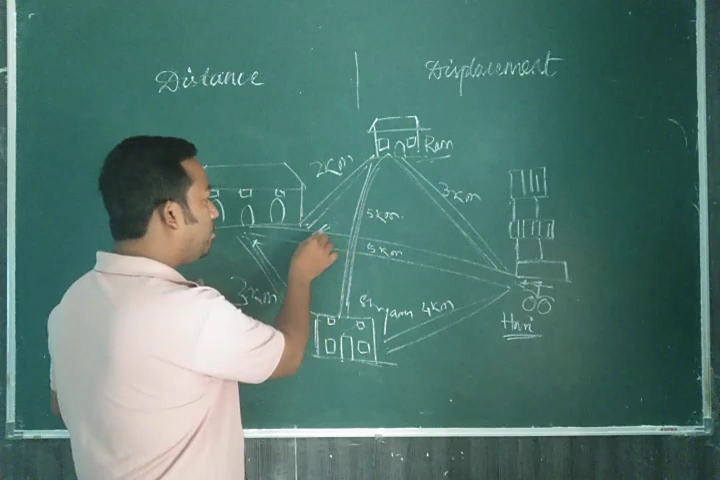 Distance
Displacement
Ram
2KM
3KM
5KM
5KM
3KM
Shyam
4KM
Hari